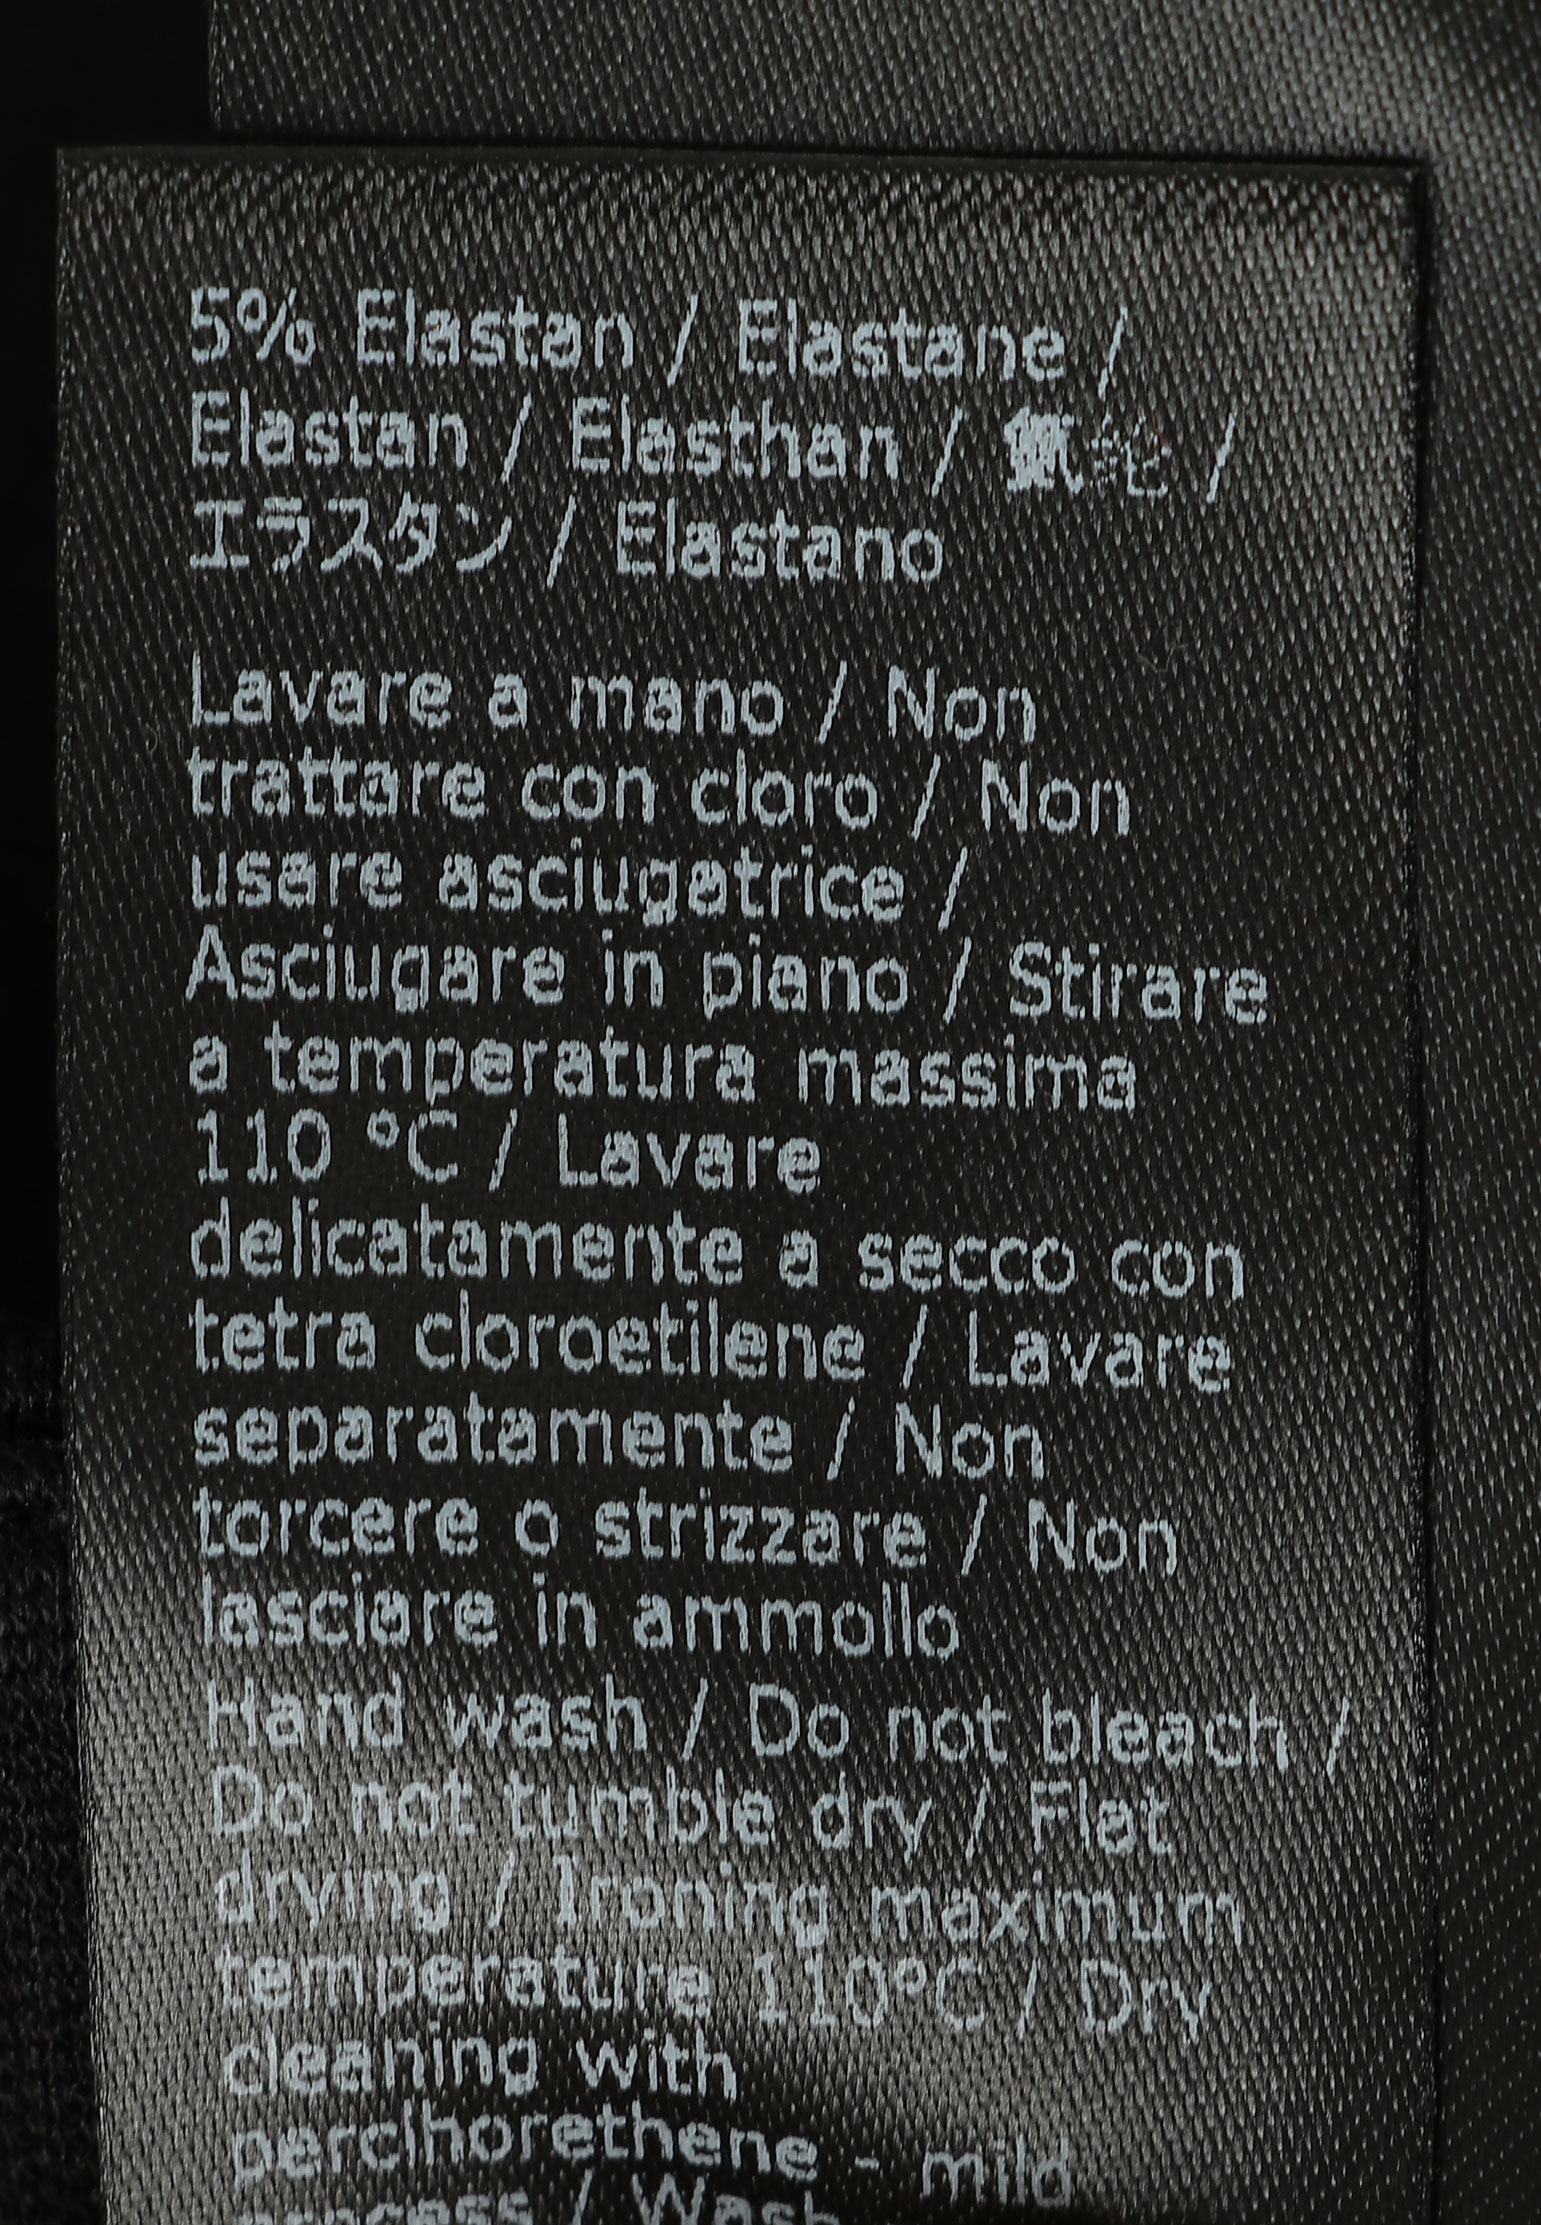 5% Elastan / Elastane /
Elastan / Elasthan / 氨纶 /
エラスタン / Elastano
Lavare a mano / Non
trattare con cloro / Non
usare asciugatrice /
Asciugare in piano / Stirare
a temperatura massima
110 °C / Lavare
delicatamente a secco con
tetra cloroetilene / Lavare
separatamente / Non
torcere o strizzare / Non
lasciare in ammollo
Hand wash / Do not bleach /
Do not tumble dry / Flat
drying / Ironing maximum
temperature 110°C / Dry
cleaning with
perclhorethene - mild
process / Wash